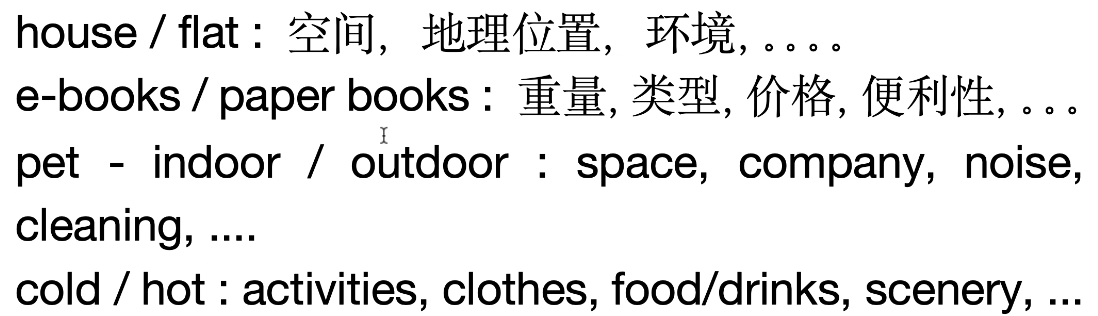 house / flat : 空间, 地理位置, 环境, 。。。。
e-books / paper books : 重量, 类型, 价格, 便利性, 。。。
pet - indoor / outdoor : space, company, noise,
cleaning, ....
cold / hot : activities, clothes, food/drinks, scenery, ...